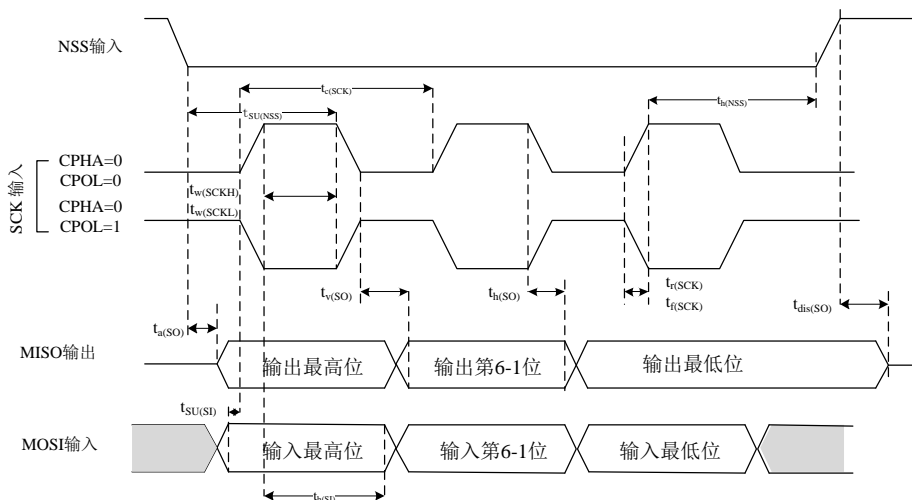 NSS输入
tc(SCK)
tSU(NSS)
th(NSS)
SCK 输入
CPHA=0
CPOL=0
tw(SCKH)
CPHA=0
tw(SCKL)
CPOL=1
tv(SO)
th(SO)
tr(SCK)
tf(SCK)
tdis(SO)
ta(SO)
MISO输出
输出最高位
输出第6-1位
输出最低位
tSU(SI)
MOSI输入
输入最高位
输入第6-1位
输入最低位
th(SI)